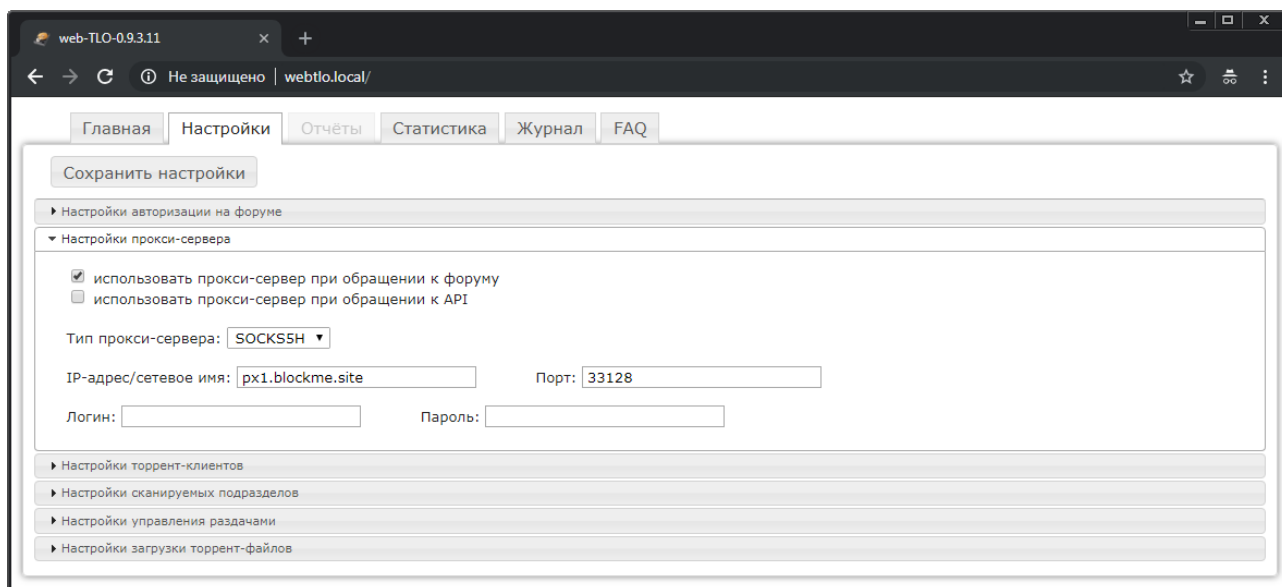 web-TLO-0.9.3.11
Не защищено | webtlo.local/
Главная Настройки Отчёты Статистика Журнал FAQ
Сохранить настройки
Настройки авторизации на форуме
Настройки прокси-сервера
использовать прокси-сервер при обращении к форуму
использовать прокси-сервер при обращении к API
Тип прокси-сервера: SOCKS5H
IP-адрес/сетевое имя: px1.blockme.site Порт: 33128
Логин: Пароль:
Настройки торрент-клиентов
Настройки сканируемых подразделов
Настройки управления раздачами
Настройки загрузки торрент-файлов